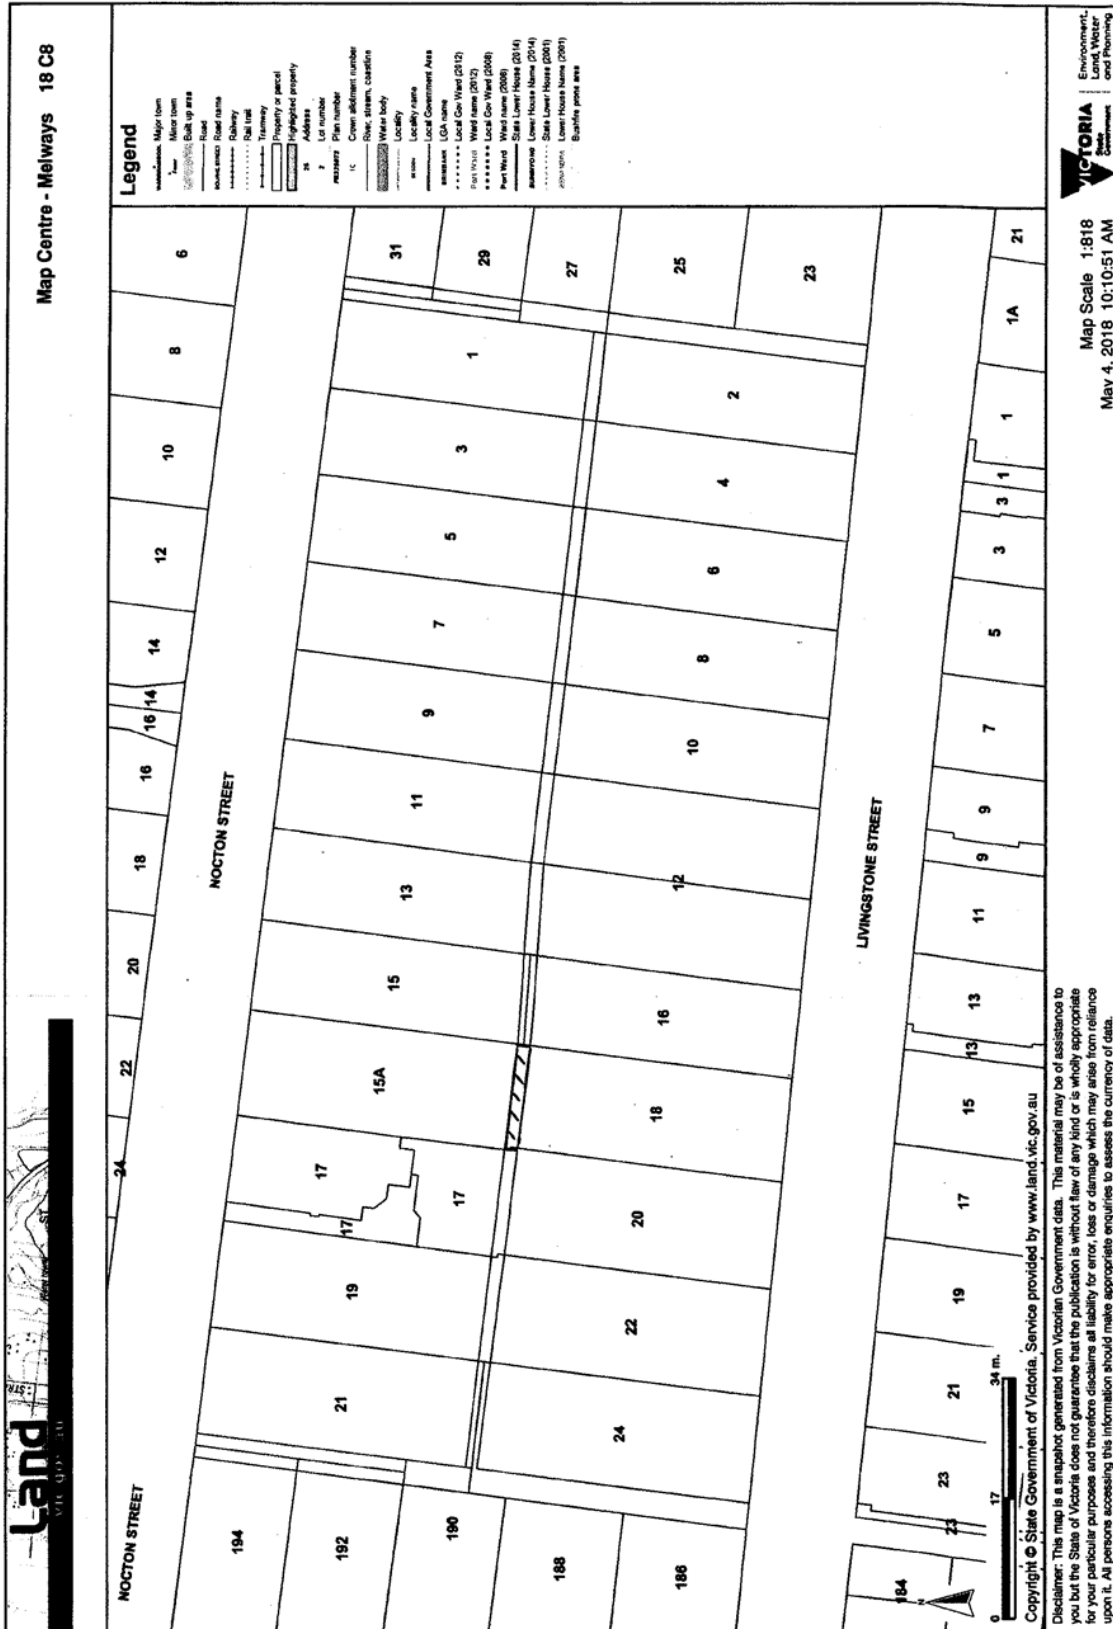 Land
Map Centre - Melways 18 C8
NOCTON STREET
24
22
20
18
16
16
14
14
12
10
8
6
NOCTON STREET
194
192
190
188
186
184
21
19
17
17
17
15A
15
13
11
9
7
5
3
1
31
29
27
25
23
24
22
20
18
16
12
10
8
6
4
2
LIVINGSTONE STREET
23
23
21
19
17
15
13
13
11
9
9
7
5
3
3
1
1
1A
21
N
0 17 34 m.
Legend
Major town
Minor town
Built up area
Road
Road name
Railway
Rail trail
Tramway
Property or parcel
Highlighted property
26 Address
2 Lot number
Plan number
1C Crown allotment number
River, stream, coastline
Water body
Locality
Locality name
Local Government Area
BRIMBANK LGA name
Local Gov Ward (2012)
Port Ward Ward name (2012)
Local Gov Ward (2008)
Port Ward Ward name (2008)
State Lower House (2014)
Lower House Name (2014)
State Lower House (2001)
Lower House Name (2001)
Bushfire prone area
Copyright © State Government of Victoria. Service provided by www.land.vic.gov.au
Disclaimer: This map is a snapshot generated from Victorian Government data. This material may be of assistance to
you but the State of Victoria does not guarantee that the publication is without flaw of any kind or is wholly appropriate
for your particular purposes and therefore disclaims all liability for error, loss or damage which may arise from reliance
upon it. All persons accessing this information should make appropriate enquiries to assess the currency of data.
Map Scale 1:818
May 4, 2018 10:10:51 AM
VICTORIA
State
Government
Environment,
Land, Water
and Planning